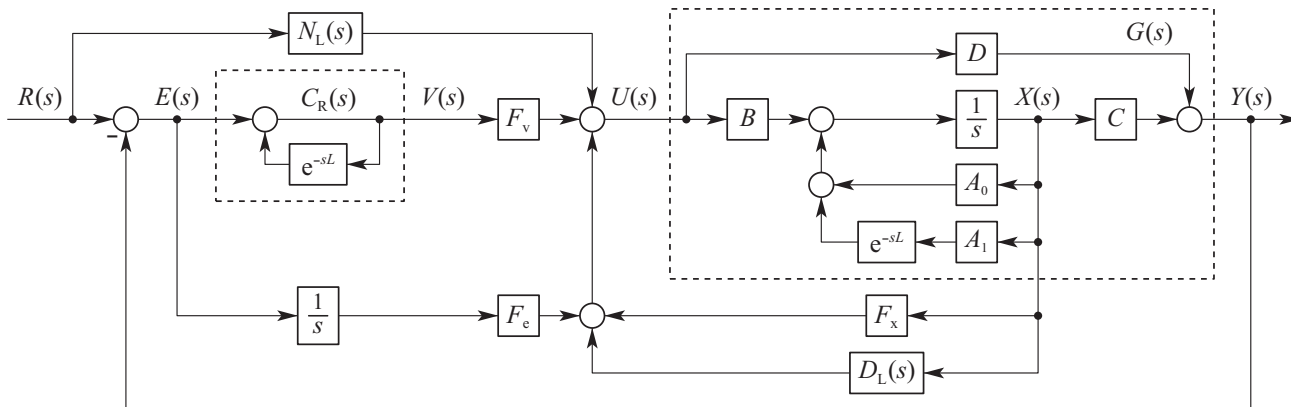 N_L(s)
G(s)
D
R(s) E(s) C_R(s) V(s) U(s) X(s) Y(s)
F_v B 1/s C
-
e^{-sL}
A_0
e^{-sL} A_1
1/s F_e F_x
D_L(s)